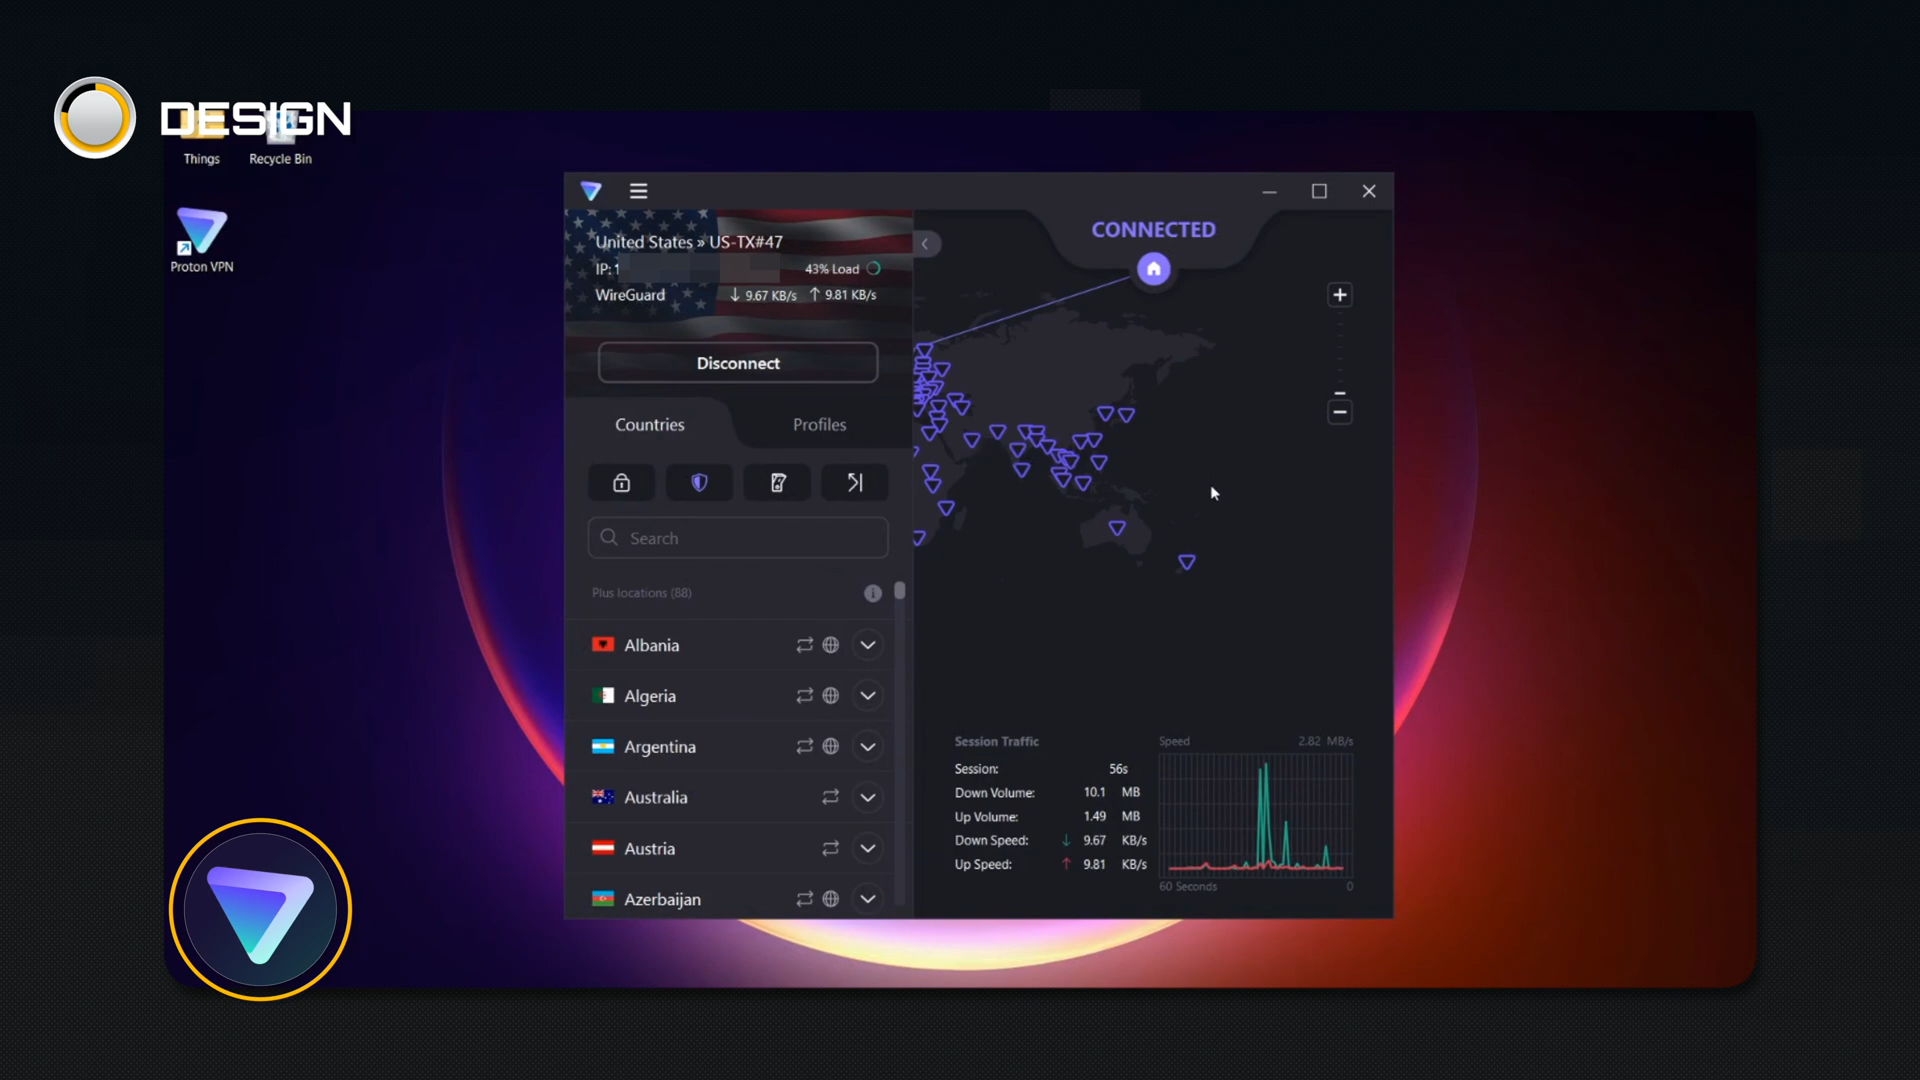 DESIGN
Things
Recycle Bin
Proton VPN
United States » US-TX#47
IP: 1
43% Load
WireGuard
9.67 KB/s
9.81 KB/s
Disconnect
Countries
Profiles
Search
Plus locations (88)
Albania
Algeria
Argentina
Australia
Austria
Azerbaijan
CONNECTED
Session Traffic
Session: 56s
Down Volume: 10.1 MB
Up Volume: 1.49 MB
Down Speed: 9.67 KB/s
Up Speed: 9.81 KB/s
Speed 2.82 MB/s
60 Seconds 0